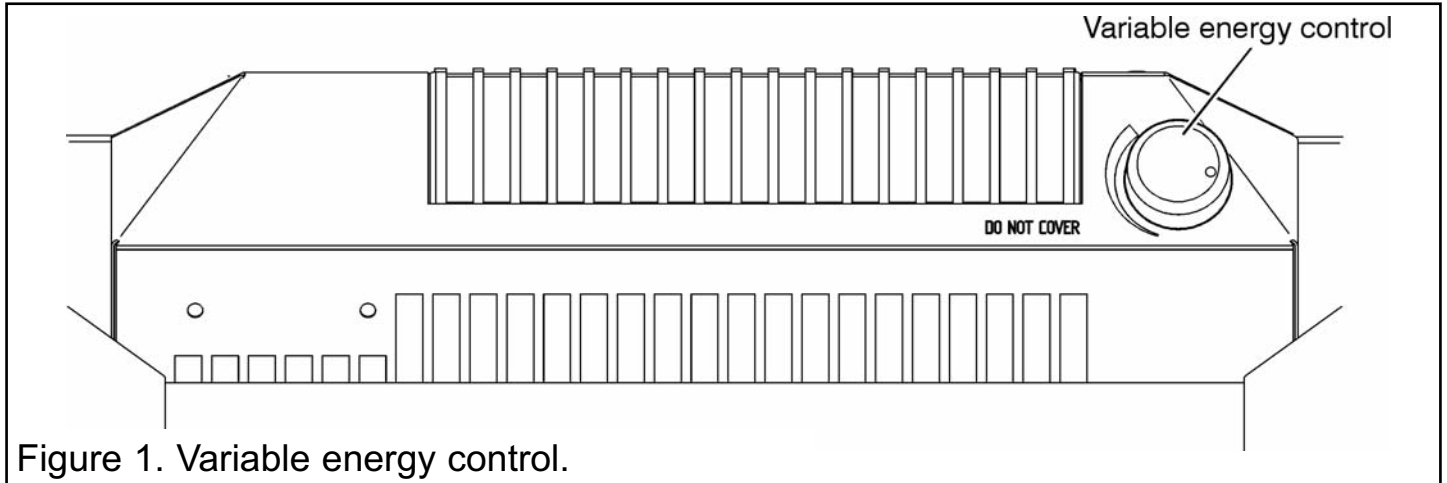 Variable energy control
DO NOT COVER
Figure 1. Variable energy control.